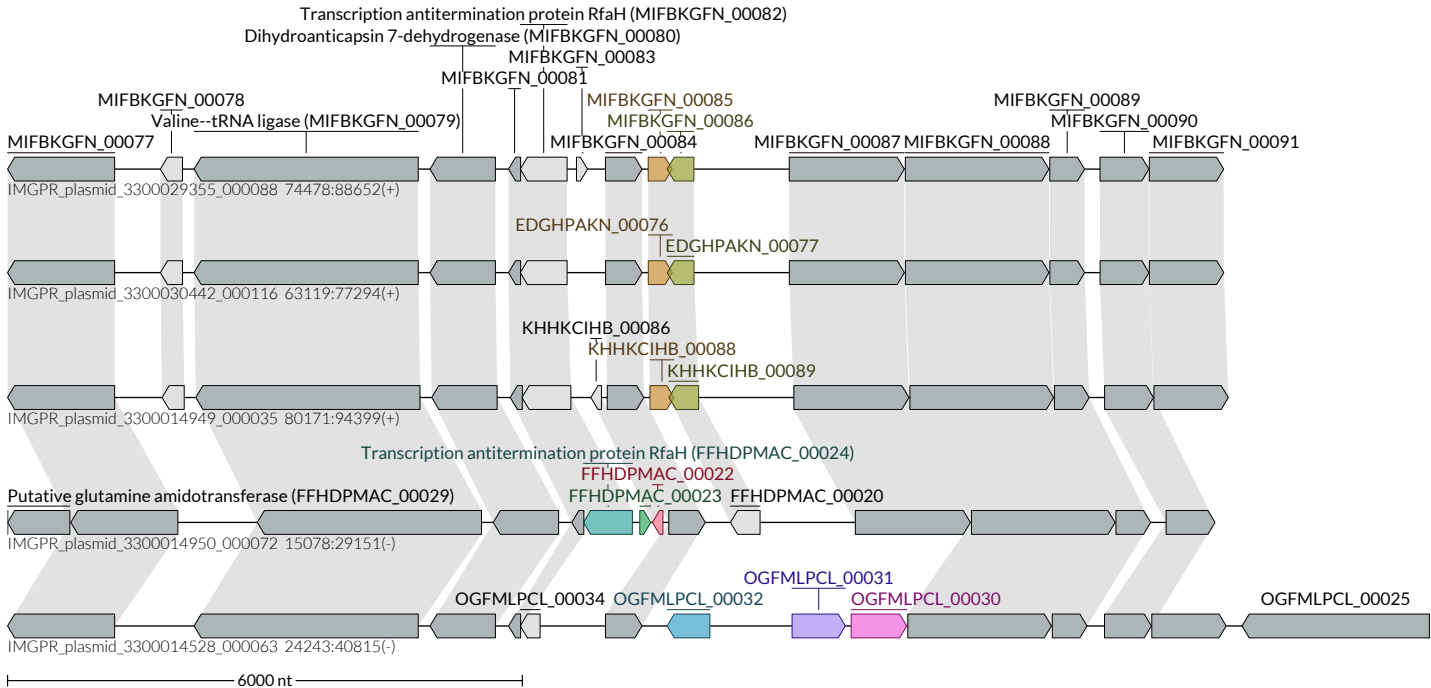 Transcription antitermination protein RfaH (MIFBKGFN_00082)
Dihydroanticapsin 7-dehydrogenase (MIFBKGFN_00080)
MIFBKGFN_00083
MIFBKGFN_00081
MIFBKGFN_00078 MIFBKGFN_00085 MIFBKGFN_00089
Valine--tRNA ligase (MIFBKGFN_00079) MIFBKGFN_00086 MIFBKGFN_00090
MIFBKGFN_00077 MIFBKGFN_00084 MIFBKGFN_00087 MIFBKGFN_00088 MIFBKGFN_00091
IMGPR_plasmid_3300029355_000088 74478:88652(+)
EDGHPAKN_00076
EDGHPAKN_00077
IMGPR_plasmid_3300030442_000116 63119:77294(+)
KHHKCIHB_00086
KHHKCIHB_00088
KHHKCIHB_00089
IMGPR_plasmid_3300014949_000035 80171:94399(+)
Transcription antitermination protein RfaH (FFHDPMAC_00024)
FFHDPMAC_00022
Putative glutamine amidotransferase (FFHDPMAC_00029) FFHDPMAC_00023 FFHDPMAC_00020
IMGPR_plasmid_3300014950_000072 15078:29151(-)
OGFMLPCL_00031
OGFMLPCL_00034 OGFMLPCL_00032 OGFMLPCL_00030 OGFMLPCL_00025
IMGPR_plasmid_3300014528_000063 24243:40815(-)
6000 nt